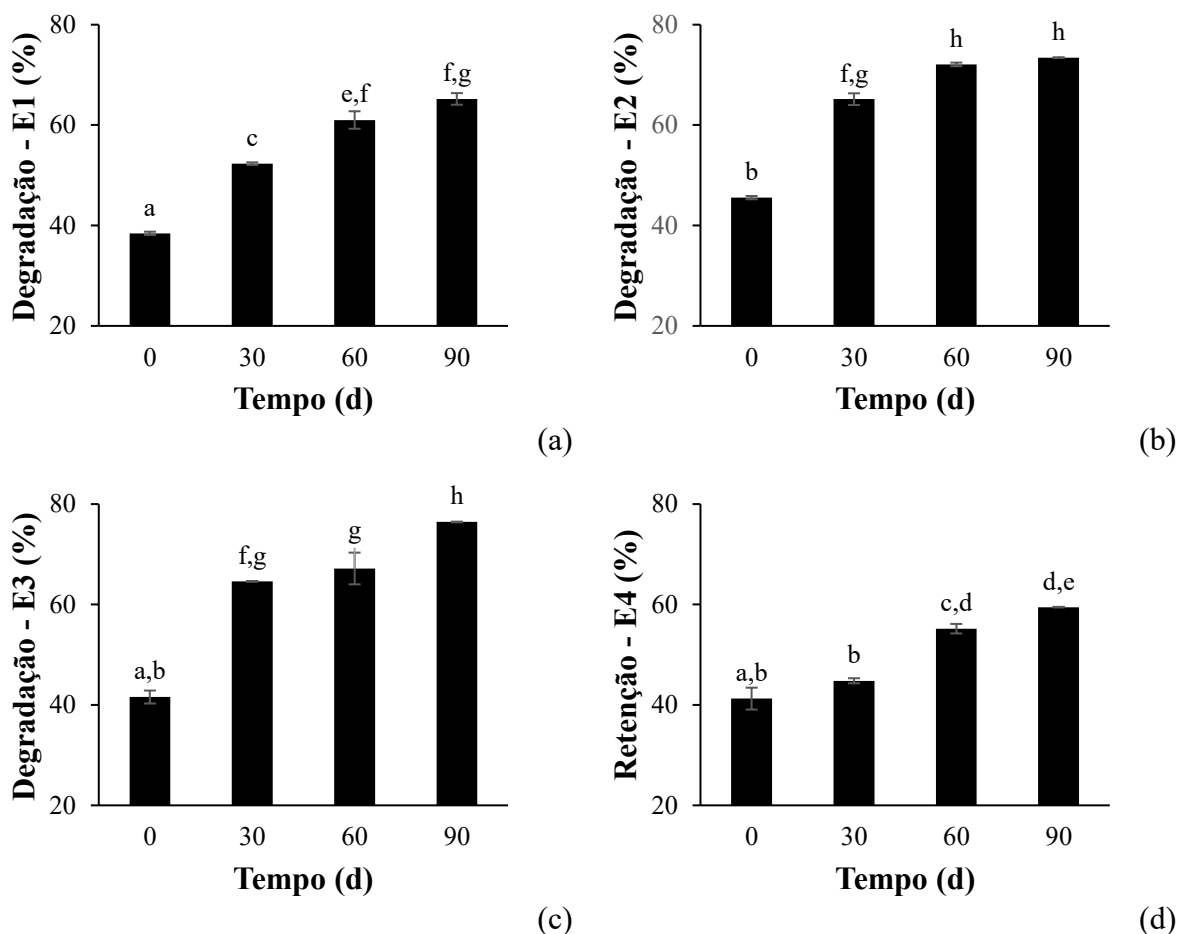 Degradação - E1 (%)
80
60
40
20
a
c
e,f
f,g
0 30 60 90
Tempo (d)
(a)
Degradação - E2 (%)
80
60
40
20
b
f,g
h
h
0 30 60 90
Tempo (d)
(b)
Degradação - E3 (%)
80
60
40
20
a,b
f,g
g
h
0 30 60 90
Tempo (d)
(c)
Retenção - E4 (%)
80
60
40
20
a,b
b
c,d
d,e
0 30 60 90
Tempo (d)
(d)